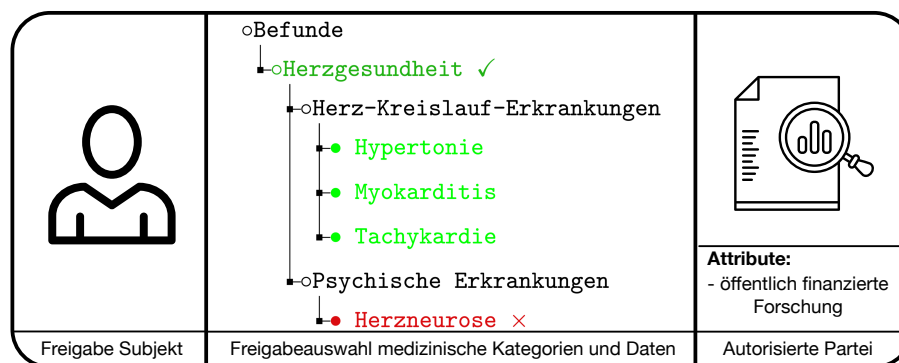 Befunde
Herzgesundheit ✓
Herz-Kreislauf-Erkrankungen
Hypertonie
Myokarditis
Tachykardie
Psychische Erkrankungen
Herzneurose ×
Attribute:
- öffentlich finanzierte
Forschung
Freigabe Subjekt
Freigabeauswahl medizinische Kategorien und Daten
Autorisierte Partei